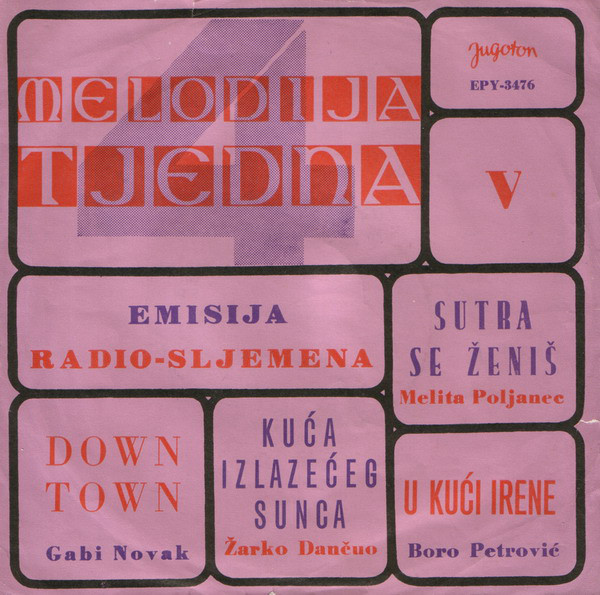 4
MELODIJA
TJEDNA
Jugoton
EPY-3476
V
EMISIJA
RADIO-SLJEMENA
SUTRA
SE ŽENIŠ
Melita Poljanec
DOWN
TOWN
Gabi Novak
KUĆA
IZLAZEĆEG
SUNCA
Žarko Dančuo
U KUĆI IRENE
Boro Petrović